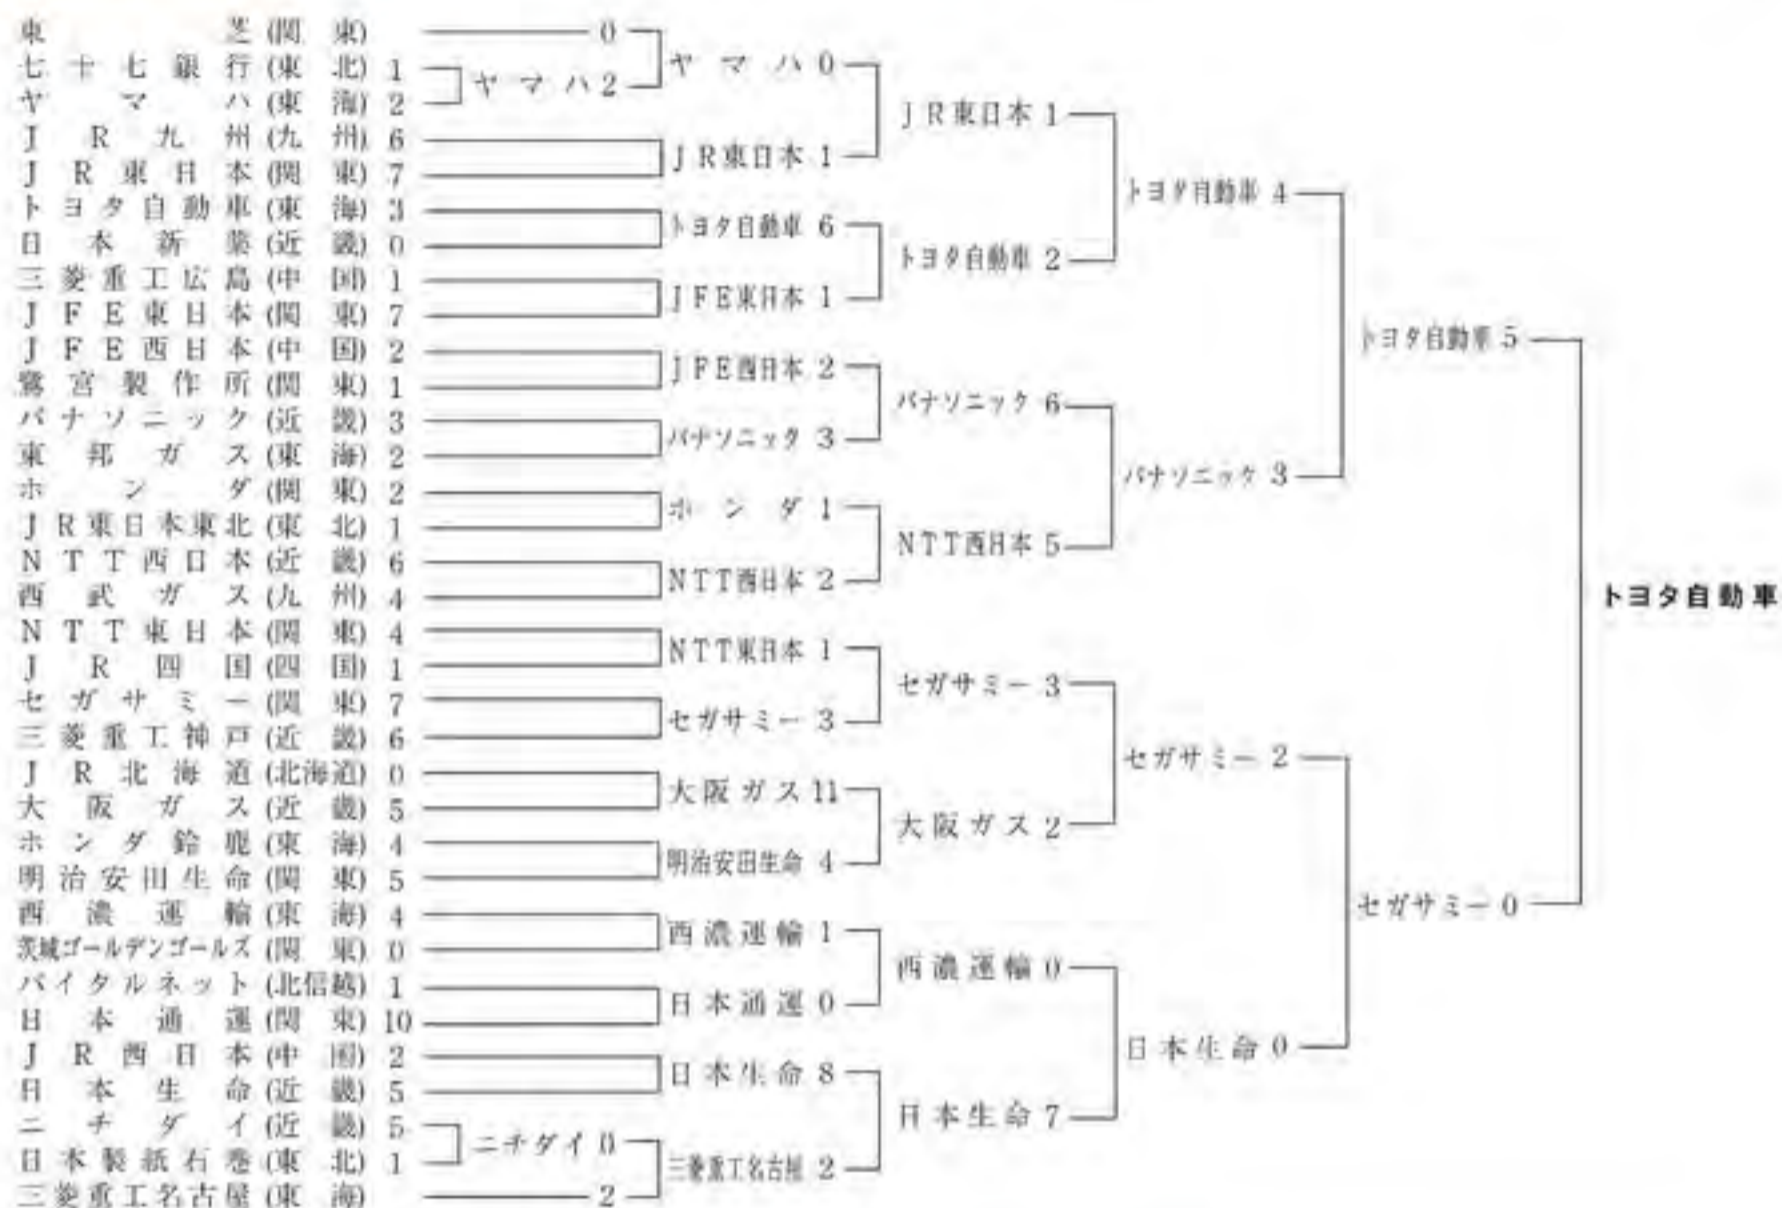 東芝(関東) 0
七十七銀行(東北) 1
ヤマハ(東海) 2
JR九州(九州) 6
JR東日本(関東) 7
トヨタ自動車(東海) 3
日本新薬(近畿) 0
三菱重工広島(中国) 1
JFE東日本(関東) 7
JFE西日本(中国) 2
鷺宮製作所(関東) 1
パナソニック(近畿) 3
東邦ガス(東海) 2
ホンダ(関東) 2
JR東日本東北(東北) 1
NTT西日本(近畿) 6
西武ガス(九州) 4
NTT東日本(関東) 4
JR四国(四国) 1
セガサミー(関東) 7
三菱重工神戸(近畿) 6
JR北海道(北海道) 0
大阪ガス(近畿) 5
ホンダ鈴鹿(東海) 4
明治安田生命(関東) 5
西濃運輸(東海) 4
茨城ゴールデンゴールズ(関東) 0
バイタルネット(北信越) 1
日本通運(関東) 10
JR西日本(中国) 2
日本生命(近畿) 5
ニチダイ(近畿) 5
日本製紙石巻(東北) 1
三菱重工名古屋(東海) 2
ヤマハ 2
ニチダイ 0
ヤマハ 0
JR東日本 1
トヨタ自動車 6
JFE東日本 1
JFE西日本 2
パナソニック 3
ホンダ 1
NTT西日本 2
NTT東日本 1
セガサミー 3
大阪ガス 11
明治安田生命 4
西濃運輸 1
日本通運 0
日本生命 8
三菱重工名古屋 2
JR東日本 1
トヨタ自動車 2
パナソニック 6
NTT西日本 5
セガサミー 3
大阪ガス 2
西濃運輸 0
日本生命 7
トヨタ自動車 4
パナソニック 3
セガサミー 2
日本生命 0
トヨタ自動車 5
セガサミー 0
トヨタ自動車